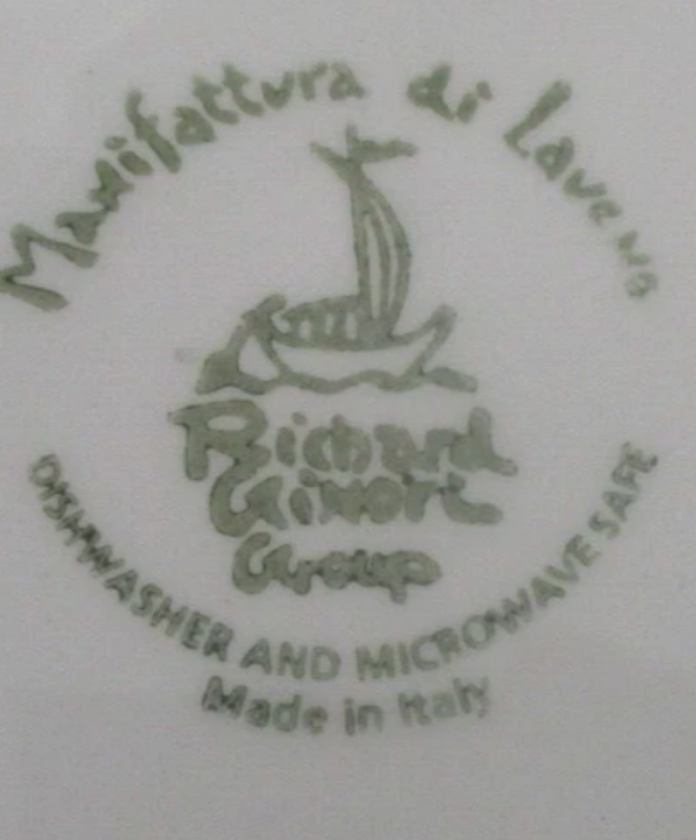 Manifattura di Laveno
Richard
Ginori
Group
DISHWASHER AND MICROWAVE SAFE
Made in Italy